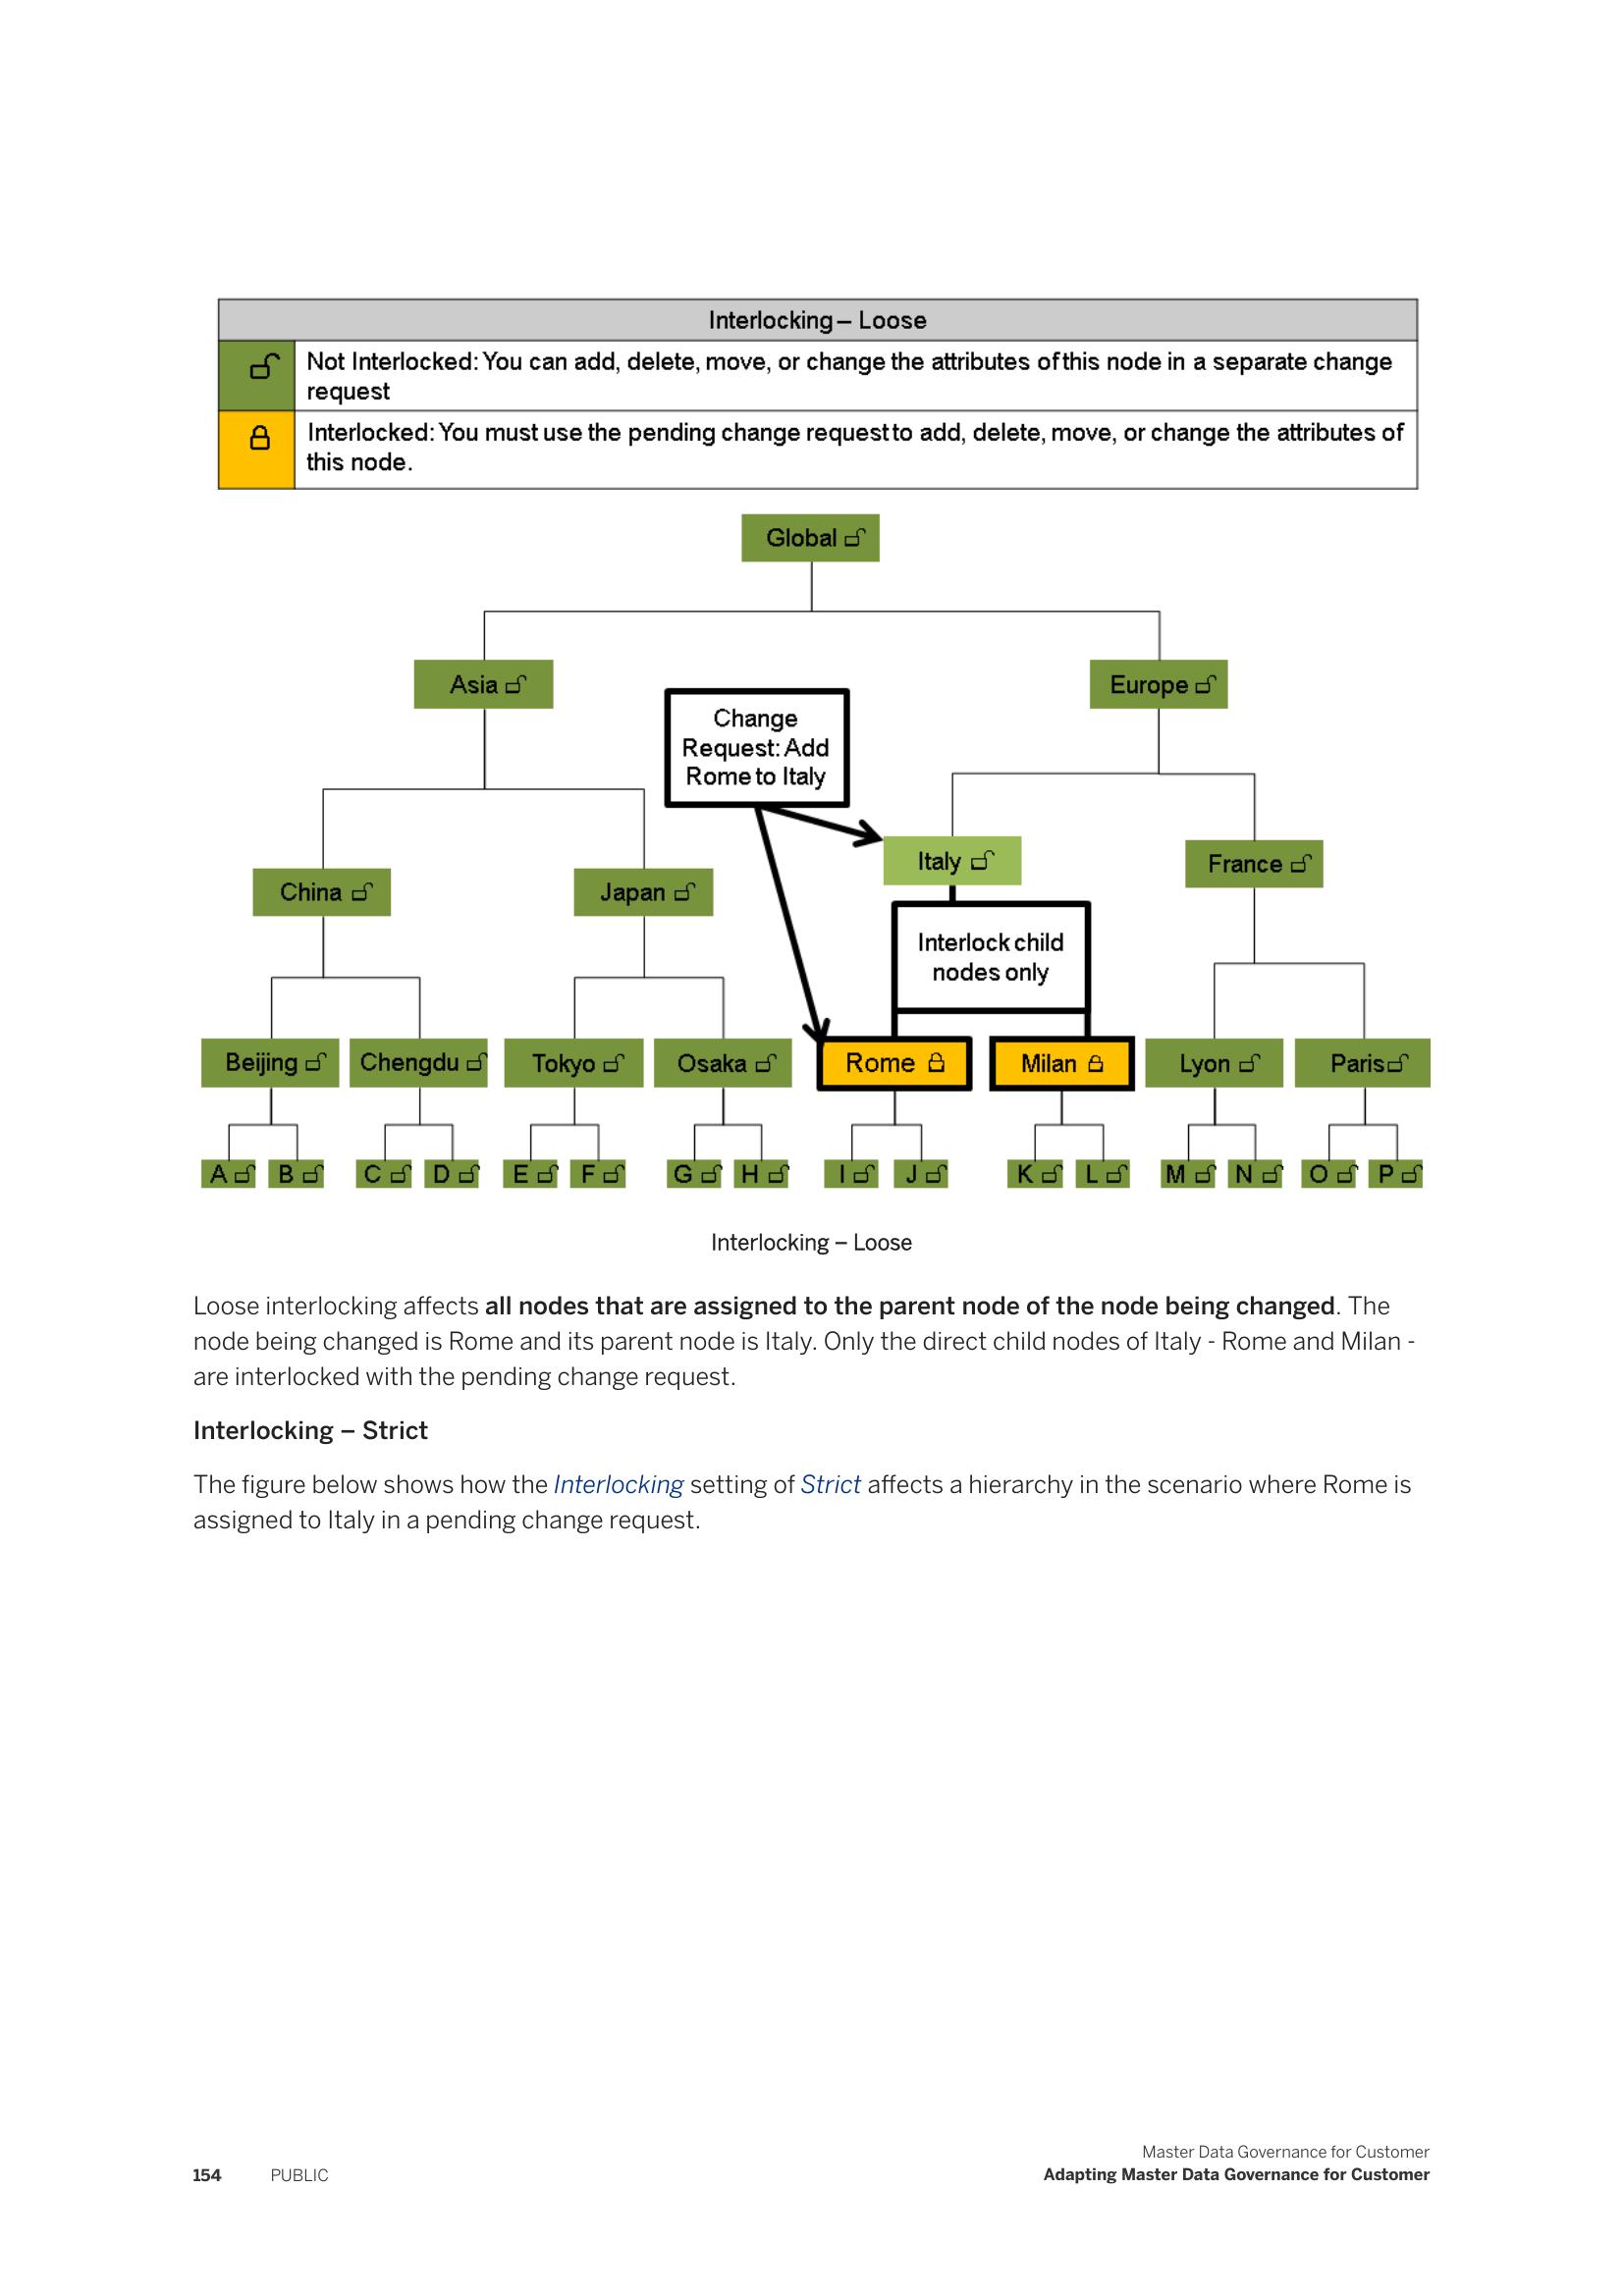 Interlocking – Loose
Not Interlocked: You can add, delete, move, or change the attributes of this node in a separate change
request
Interlocked: You must use the pending change request to add, delete, move, or change the attributes of
this node.
Global
Asia
Europe
Change
Request: Add
Rome to Italy
Italy
France
China
Japan
Interlock child
nodes only
Beijing
Chengdu
Tokyo
Osaka
Rome
Milan
Lyon
Paris
A
B
C
D
E
F
G
H
I
J
K
L
M
N
O
P
Interlocking – Loose
Loose interlocking affects all nodes that are assigned to the parent node of the node being changed. The
node being changed is Rome and its parent node is Italy. Only the direct child nodes of Italy - Rome and Milan -
are interlocked with the pending change request.
Interlocking – Strict
The figure below shows how the Interlocking setting of Strict affects a hierarchy in the scenario where Rome is
assigned to Italy in a pending change request.
Master Data Governance for Customer
154 PUBLIC
Adapting Master Data Governance for Customer